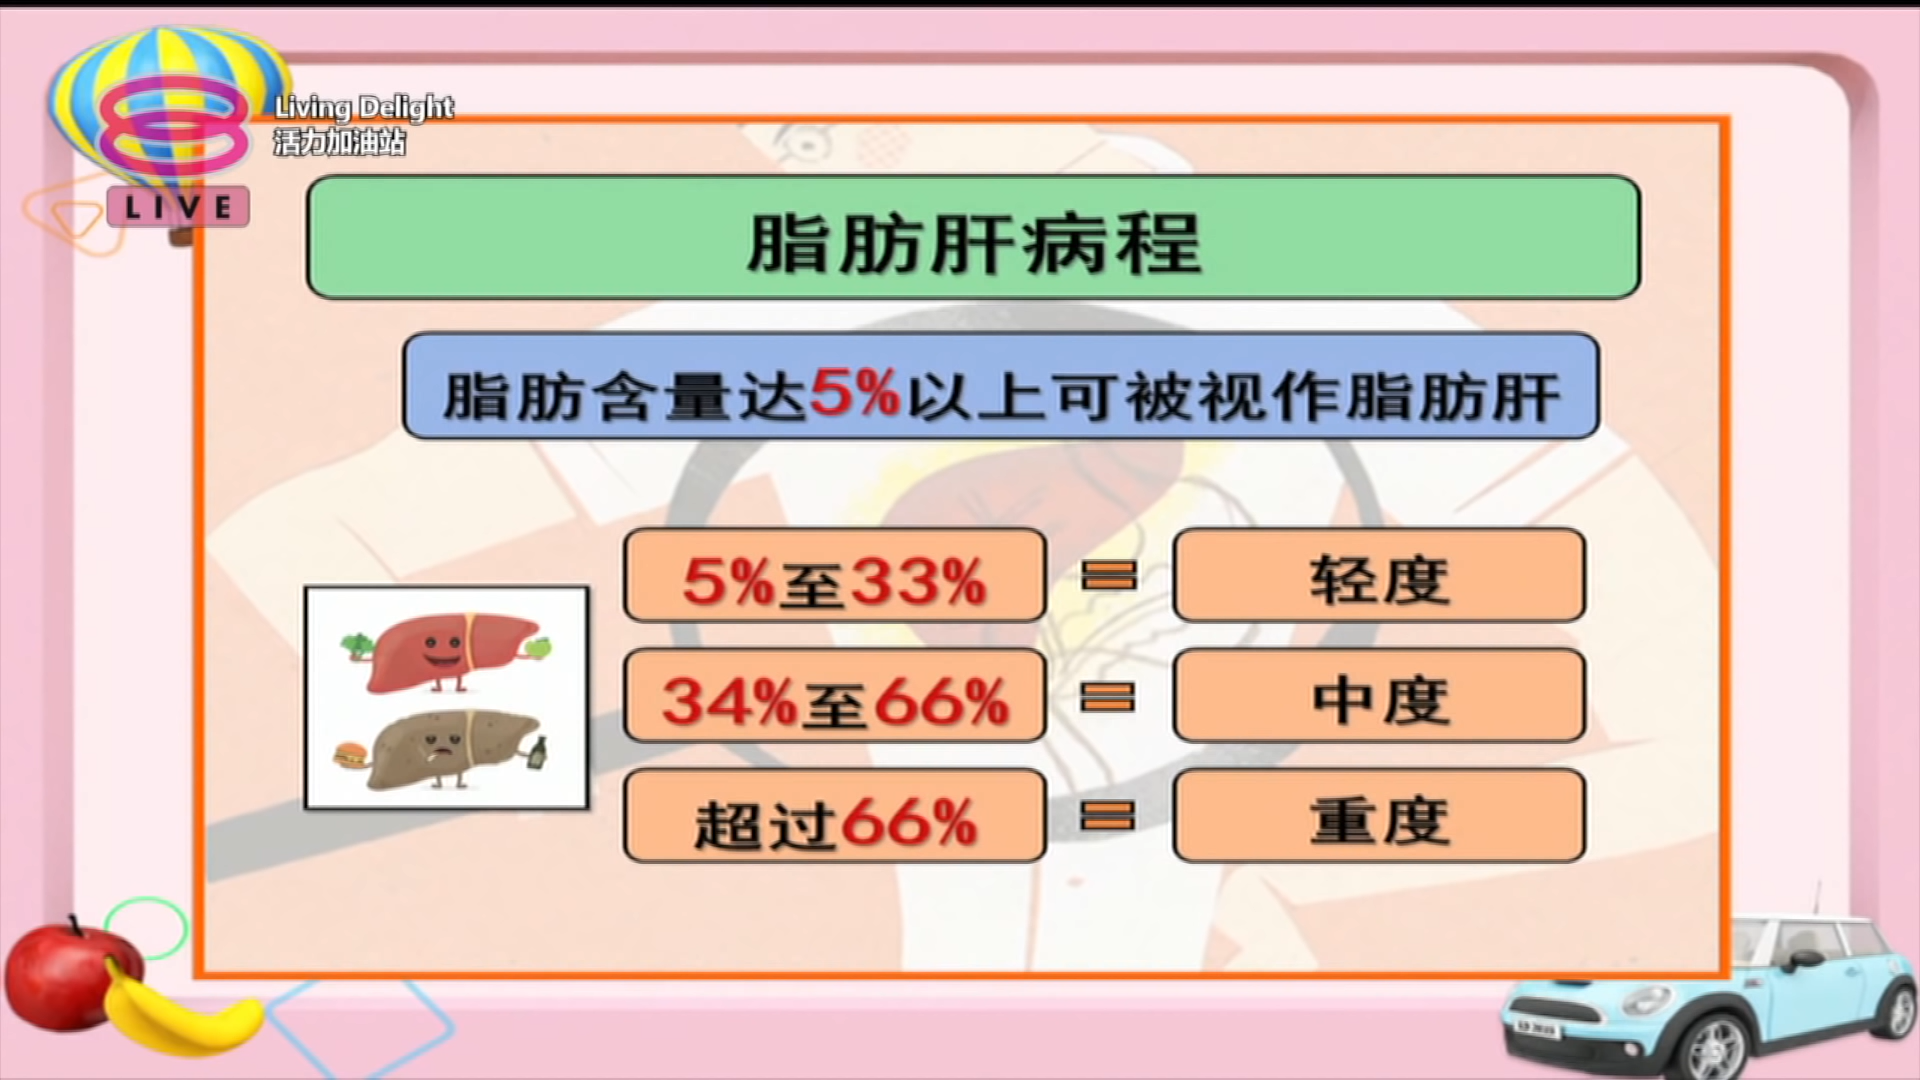 Living Delight
活力加油站
LIVE
脂肪肝病程
脂肪含量达5%以上可被视作脂肪肝
5%至33% = 轻度
34%至66% = 中度
超过66% = 重度